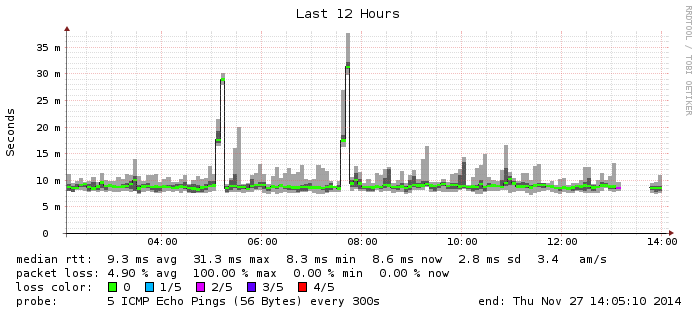 Last 12 Hours
RRDTOOL / TOBI OETIKER
Seconds
35 m
30 m
25 m
20 m
15 m
10 m
5 m
0
04:00 06:00 08:00 10:00 12:00 14:00
median rtt: 9.3 ms avg 31.3 ms max 8.3 ms min 8.6 ms now 2.8 ms sd 3.4 am/s
packet loss: 4.90 % avg 100.00 % max 0.00 % min 0.00 % now
loss color: 0 1/5 2/5 3/5 4/5
probe: 5 ICMP Echo Pings (56 Bytes) every 300s end: Thu Nov 27 14:05:10 2014